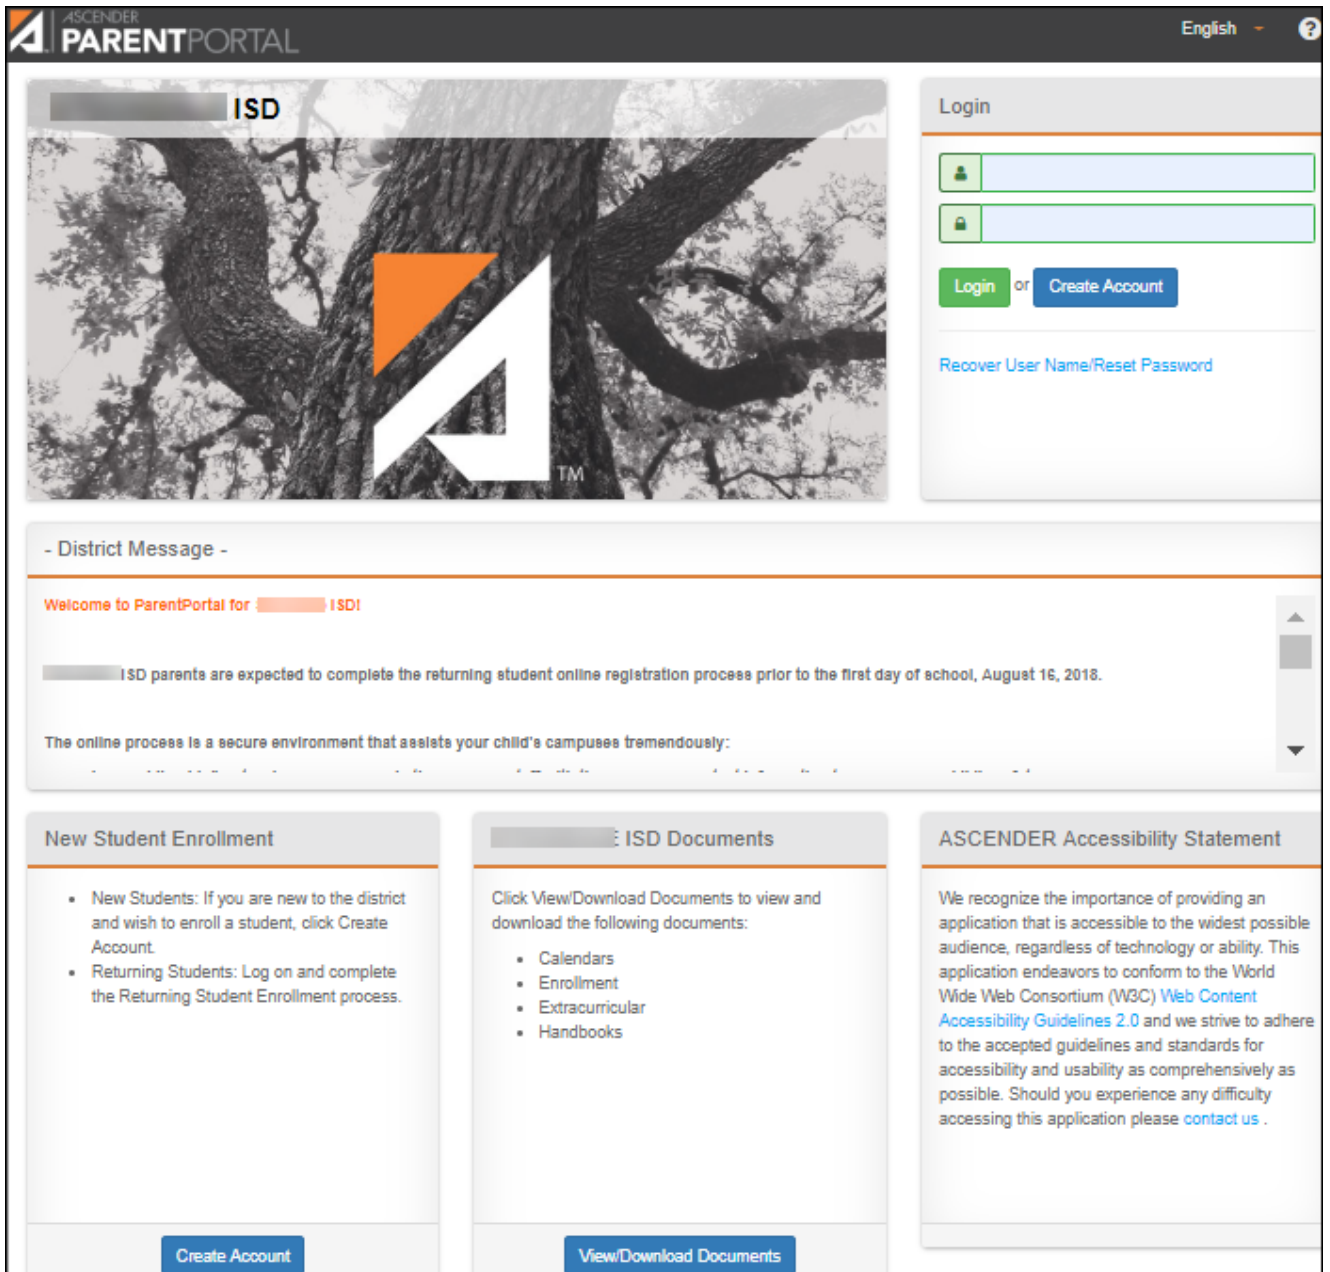 ASCENDER
PARENTPORTAL
English
?
ISD
TM
Login
Login or Create Account
Recover User Name/Reset Password
- District Message -
Welcome to ParentPortal for ISD!
ISD parents are expected to complete the returning student online registration process prior to the first day of school, August 16, 2018.
The online process is a secure environment that assists your child's campuses tremendously:
New Student Enrollment
• New Students: If you are new to the district
and wish to enroll a student, click Create
Account.
• Returning Students: Log on and complete
the Returning Student Enrollment process.
Create Account
E ISD Documents
Click View/Download Documents to view and
download the following documents:
• Calendars
• Enrollment
• Extracurricular
• Handbooks
View/Download Documents
ASCENDER Accessibility Statement
We recognize the importance of providing an
application that is accessible to the widest possible
audience, regardless of technology or ability. This
application endeavors to conform to the World
Wide Web Consortium (W3C) Web Content
Accessibility Guidelines 2.0 and we strive to adhere
to the accepted guidelines and standards for
accessibility and usability as comprehensively as
possible. Should you experience any difficulty
accessing this application please contact us .